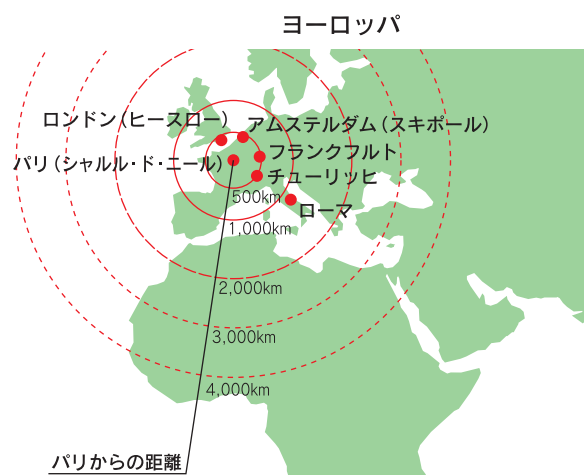 ヨーロッパ
ロンドン(ヒースロー)
アムステルダム(スキポール)
フランクフルト
パリ(シャルル・ド・ニール)
チューリッヒ
500km
ローマ
1,000km
2,000km
3,000km
4,000km
パリからの距離